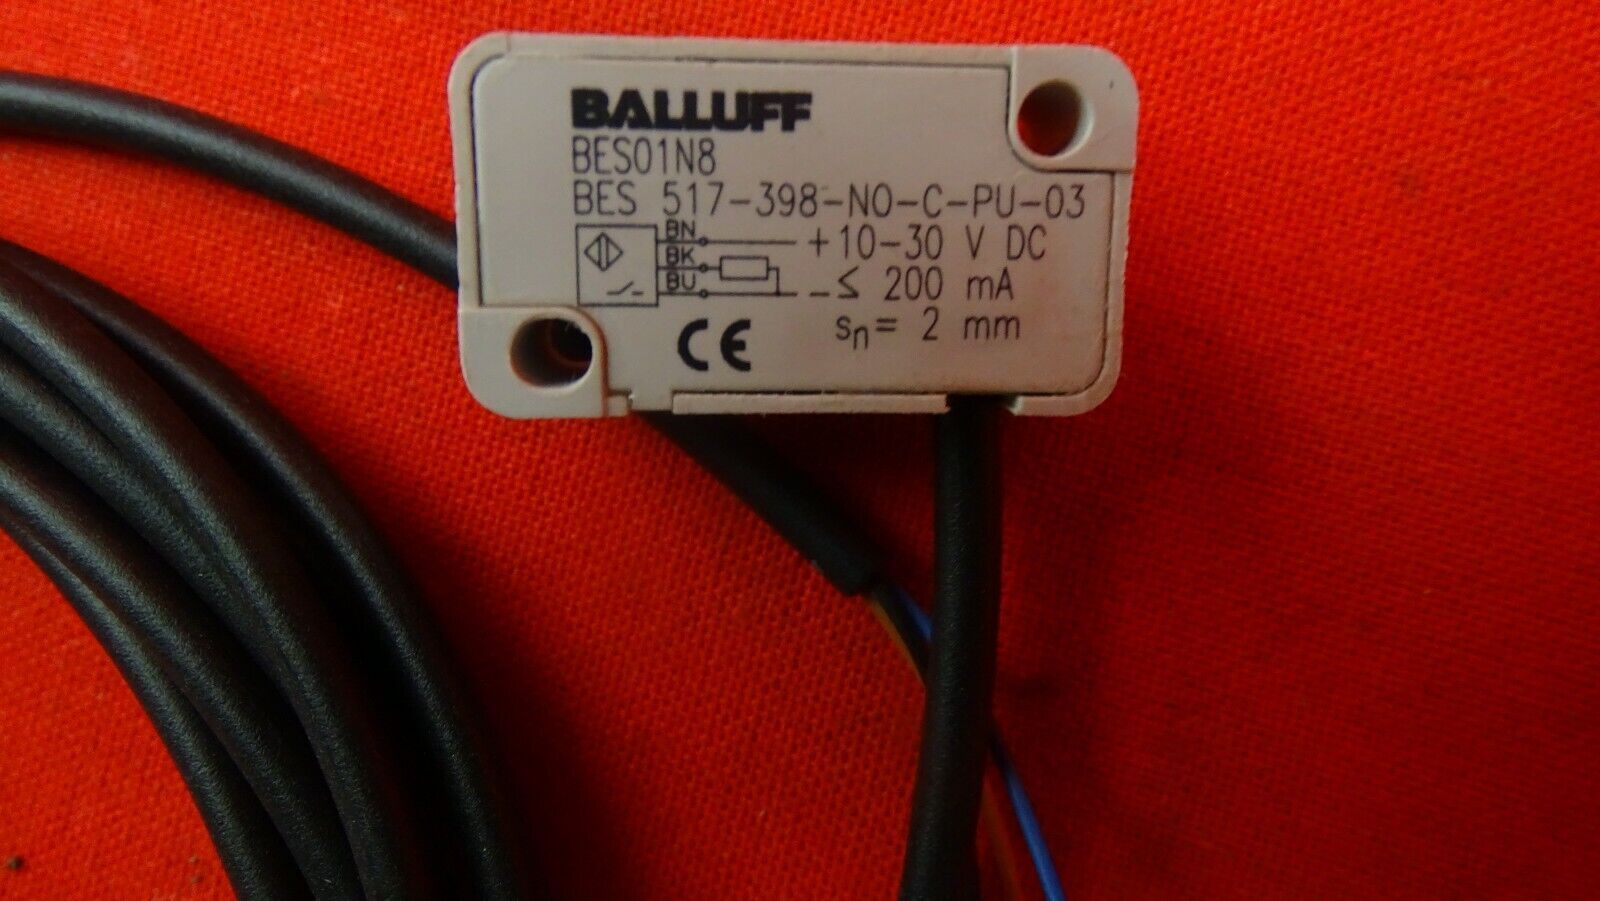 BALLUFF
BES01N8
BES 517-398-NO-C-PU-03
BN +10-30 V DC
BK
BU -≤ 200 mA
CE sn= 2 mm